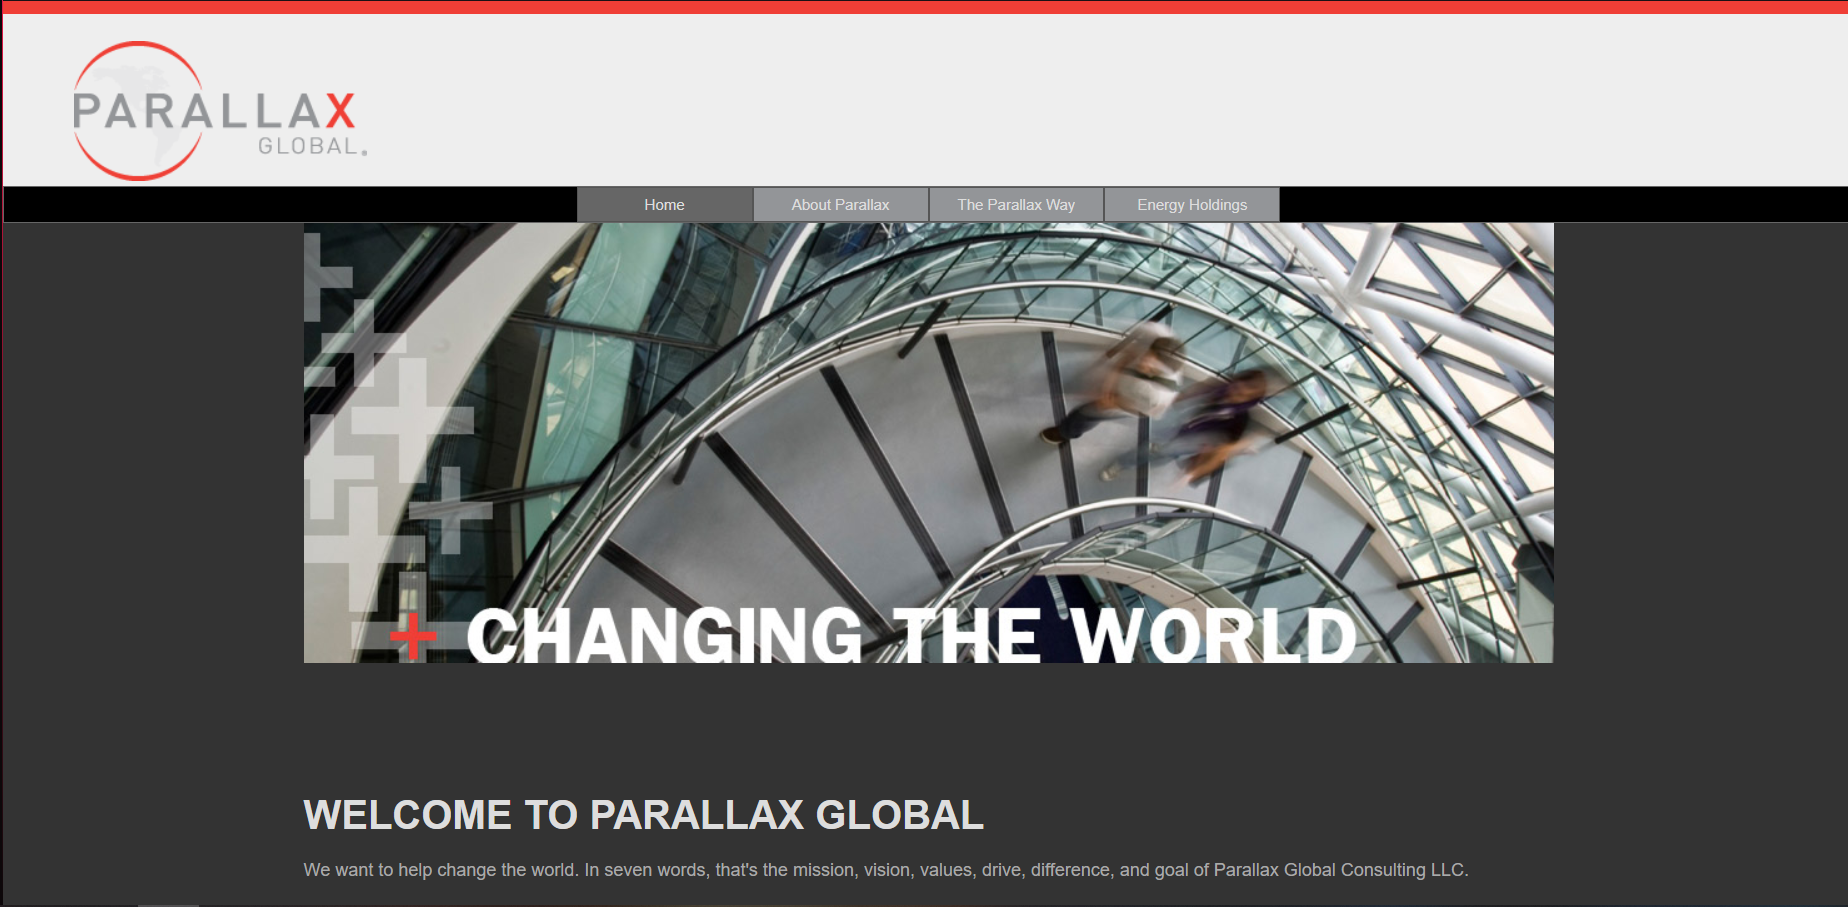 PARALLAX
GLOBAL.
Home
About Parallax
The Parallax Way
Energy Holdings
+ CHANGING THE WORLD
WELCOME TO PARALLAX GLOBAL
We want to help change the world. In seven words, that's the mission, vision, values, drive, difference, and goal of Parallax Global Consulting LLC.